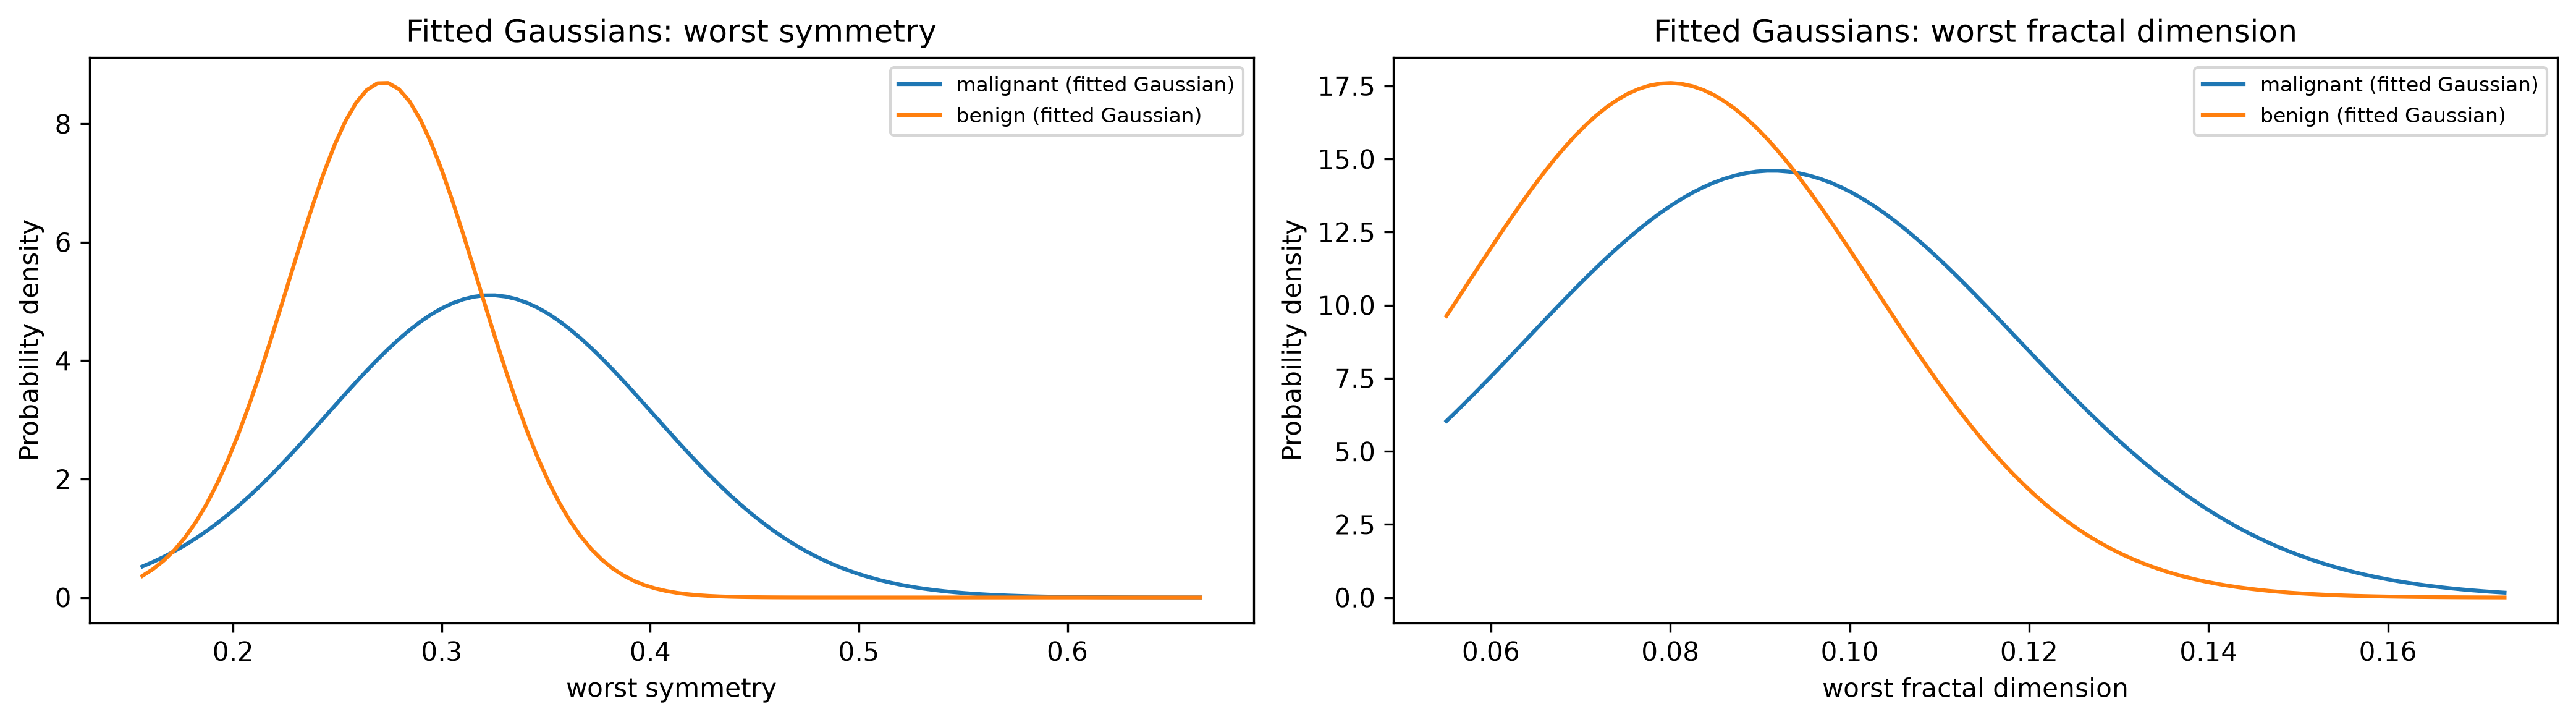 Fitted Gaussians: worst symmetry
malignant (fitted Gaussian)
benign (fitted Gaussian)
Probability density
8
6
4
2
0
0.2 0.3 0.4 0.5 0.6
worst symmetry
Fitted Gaussians: worst fractal dimension
malignant (fitted Gaussian)
benign (fitted Gaussian)
Probability density
17.5
15.0
12.5
10.0
7.5
5.0
2.5
0.0
0.06 0.08 0.10 0.12 0.14 0.16
worst fractal dimension